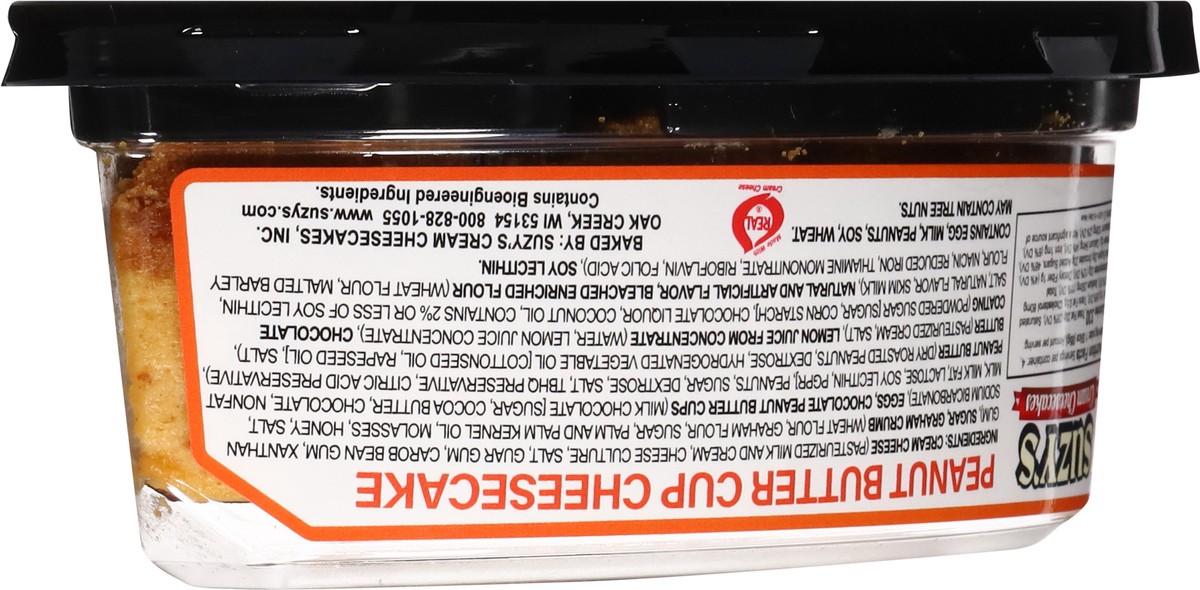 PEANUT BUTTER CUP CHEESECAKE
INGREDIENTS: CREAM CHEESE (PASTEURIZED MILK AND CREAM, CHEESE CULTURE, SALT, GUAR GUM, CAROB BEAN GUM, XANTHAN
GUM), SUGAR, GRAHAM CRUMB (WHEAT FLOUR, GRAHAM FLOUR, SUGAR, PALM AND PALM KERNEL OIL, MOLASSES, HONEY, SALT,
SODIUM BICARBONATE), EGGS, CHOCOLATE PEANUT BUTTER CUPS (MILK CHOCOLATE [SUGAR, COCOA BUTTER, CHOCOLATE, NONFAT
MILK, MILK FAT, LACTOSE, SOY LECITHIN, PGPR], PEANUTS, SUGAR, DEXTROSE, SALT, TBHQ PRESERVATIVE, CITRIC ACID PRESERVATIVE),
PEANUT BUTTER (DRY ROASTED PEANUTS, DEXTROSE, HYDROGENATED VEGETABLE OIL [COTTONSEED OIL, RAPESEED OIL], SALT),
BUTTER (PASTEURIZED CREAM, SALT), LEMON JUICE FROM CONCENTRATE (WATER, LEMON JUICE CONCENTRATE), CHOCOLATE
COATING POWDERED SUGAR [SUGAR, CORN STARCH], CHOCOLATE LIQUOR, COCONUT OIL, CONTAINS 2% OR LESS OF SOY LECITHIN,
SALT, NATURAL FLAVOR, SKIM MILK), NATURAL AND ARTIFICIAL FLAVOR, BLEACHED ENRICHED FLOUR (WHEAT FLOUR, MALTED BARLEY
FLOUR, NIACIN, REDUCED IRON, THIAMINE MONONITRATE, RIBOFLAVIN, FOLIC ACID), SOY LECITHIN.
CONTAINS EGG, MILK, PEANUTS, SOY, WHEAT.
MAY CONTAIN TREE NUTS.
Made With
REAL®
Cream Cheese
BAKED BY: SUZY'S CREAM CHEESECAKES, INC.
OAK CREEK, WI 53154 800-828-1055 www.suzys.com
Contains Bioengineered Ingredients.
SUZY'S
Cream Cheesecakes